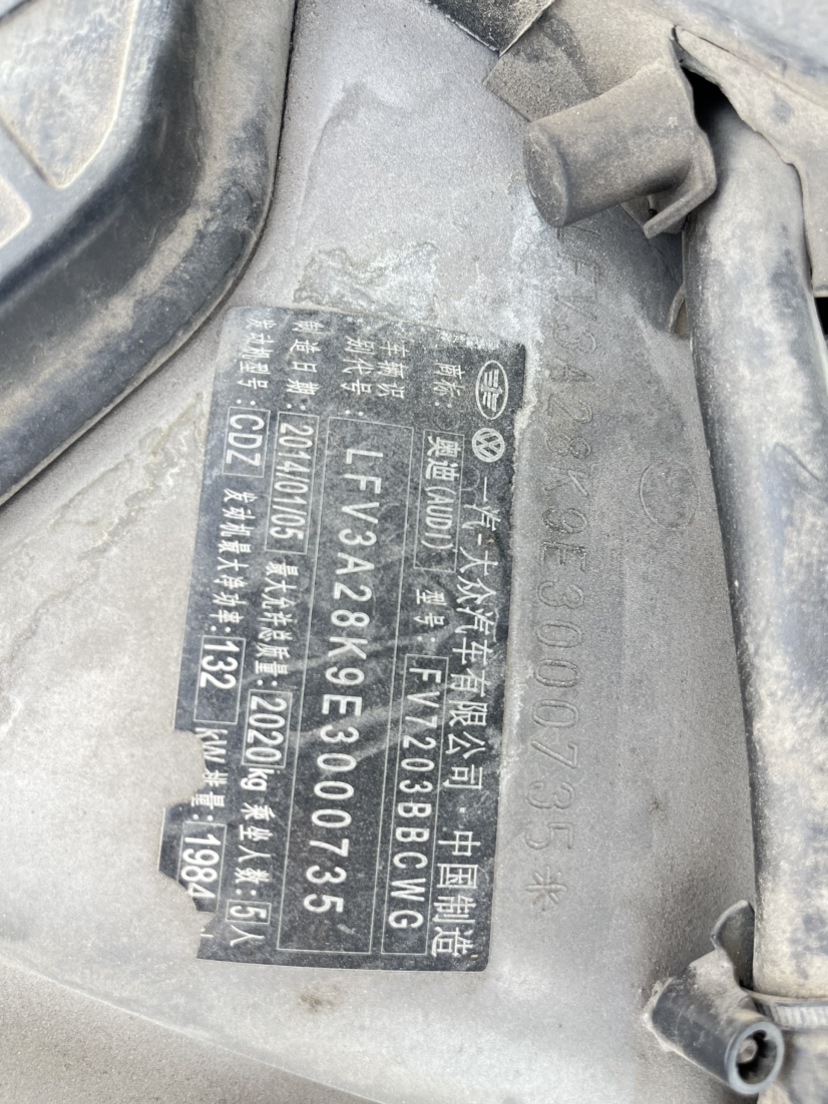 一汽-大众汽车有限公司·中国制造
商标: 奥迪(AUDI) 型号: FV7203BBCWG
车辆识别代号: LFV3A28K9E3000735
制造日期: 2014/01/05 最大允许总质量: 2020kg 乘坐人数: 5人
发动机型号: CDZ 发动机最大净功率: 132 kW 排量: 1984
LFV3A28K9E3000735*